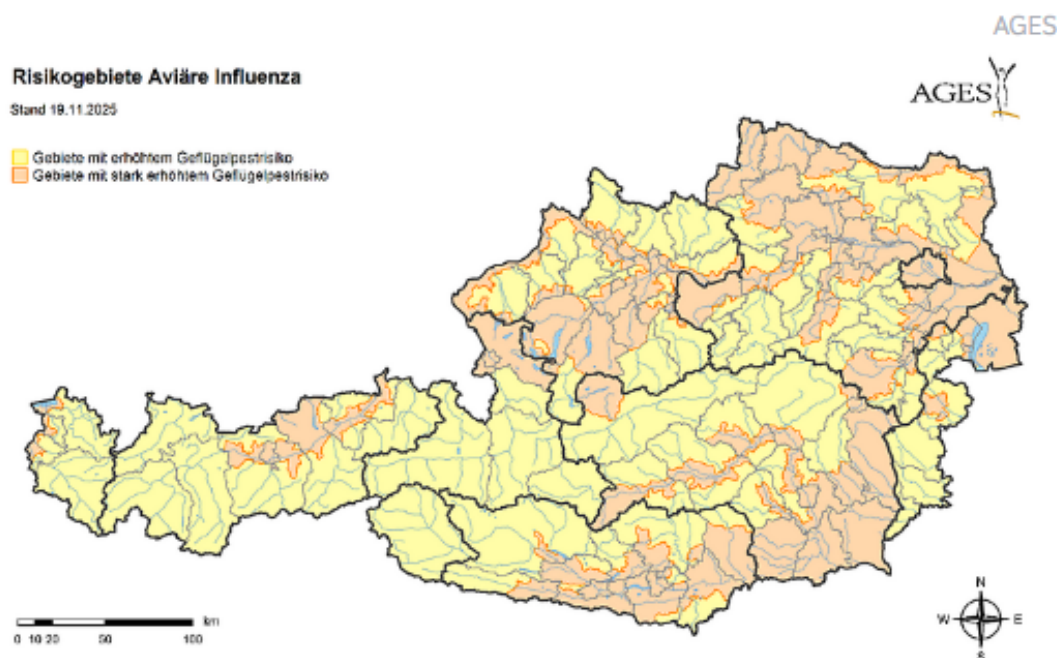 AGES
Risikogebiete Aviäre Influenza
AGES
Stand 19.11.2025
Gebiete mit erhöhtem Geflügelpestrisiko
Gebiete mit stark erhöhtem Geflügelpestrisiko
N
W E
S
km
0 10 20 50 100